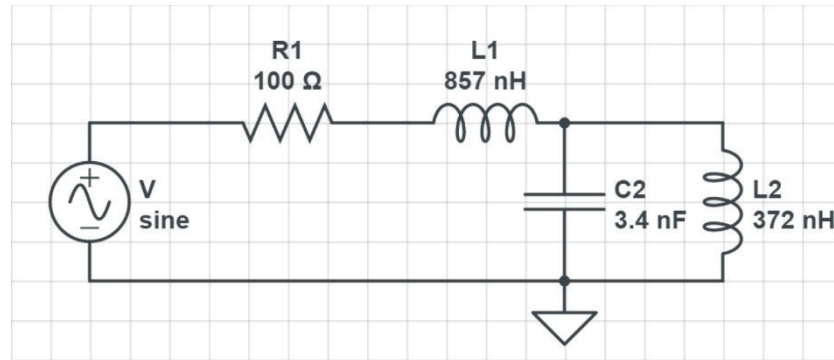 R1
100 Ω
L1
857 nH
V
sine
C2
3.4 nF
L2
372 nH